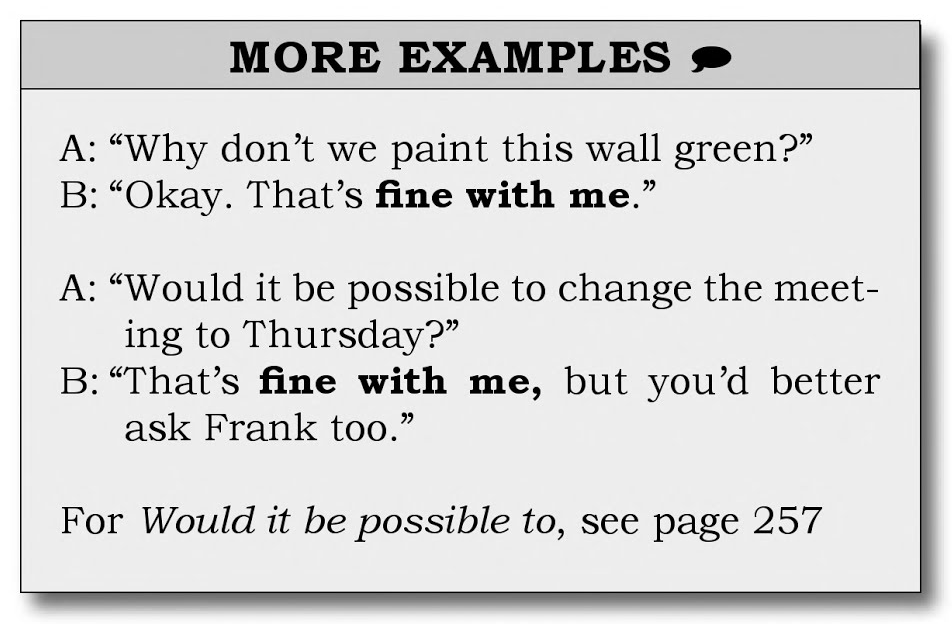 MORE EXAMPLES
A: “Why don’t we paint this wall green?”
B: “Okay. That’s fine with me.”
A: “Would it be possible to change the meet-
ing to Thursday?”
B: “That’s fine with me, but you’d better
ask Frank too.”
For Would it be possible to, see page 257